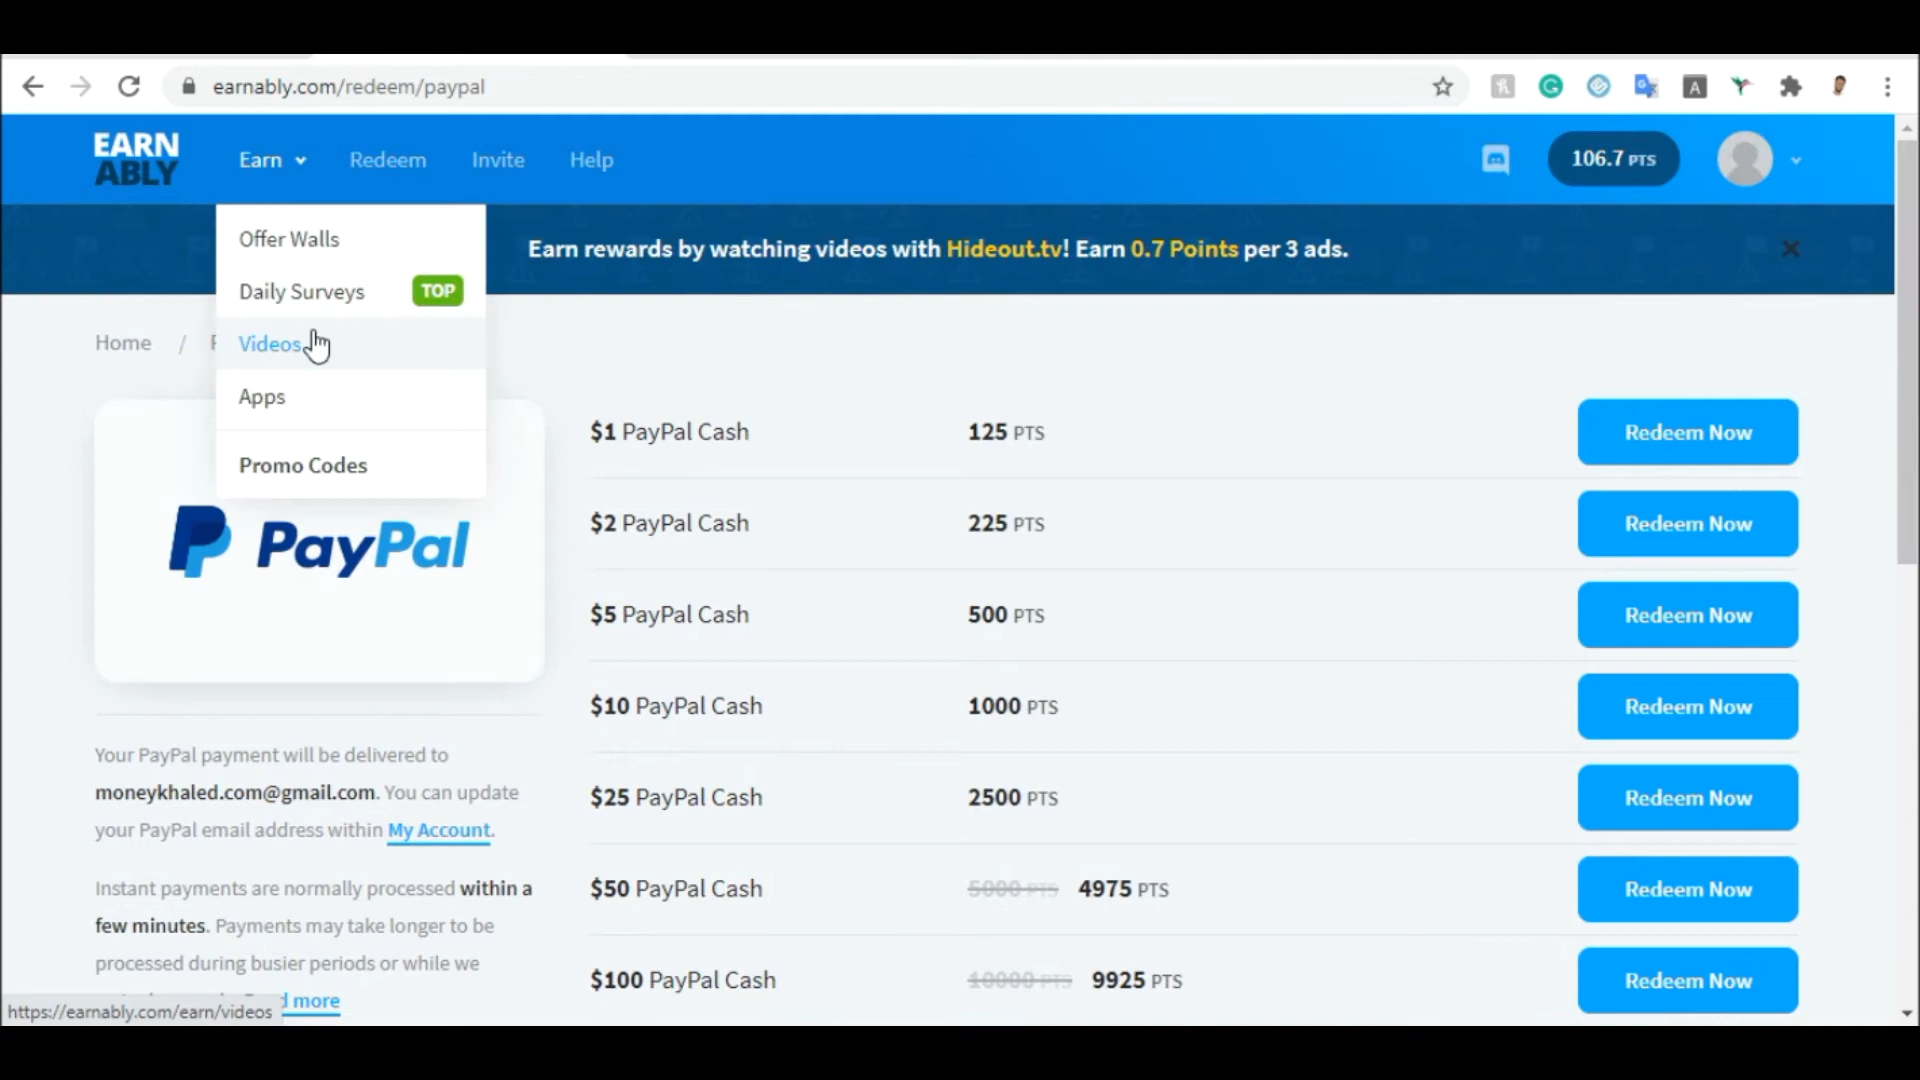 earnably.com/redeem/paypal
EARN
ABLY
Earn
Redeem
Invite
Help
106.7 PTS
Earn rewards by watching videos with Hideout.tv! Earn 0.7 Points per 3 ads.
Offer Walls
Daily Surveys TOP
Videos
Apps
Promo Codes
Home /
PayPal
Your PayPal payment will be delivered to
moneykhaled.com@gmail.com. You can update
your PayPal email address within My Account.
Instant payments are normally processed within a
few minutes. Payments may take longer to be
processed during busier periods or while we
more
$1 PayPal Cash 125 PTS Redeem Now
$2 PayPal Cash 225 PTS Redeem Now
$5 PayPal Cash 500 PTS Redeem Now
$10 PayPal Cash 1000 PTS Redeem Now
$25 PayPal Cash 2500 PTS Redeem Now
$50 PayPal Cash 5000 PTS 4975 PTS Redeem Now
$100 PayPal Cash 10000 PTS 9925 PTS Redeem Now
https://earnably.com/earn/videos